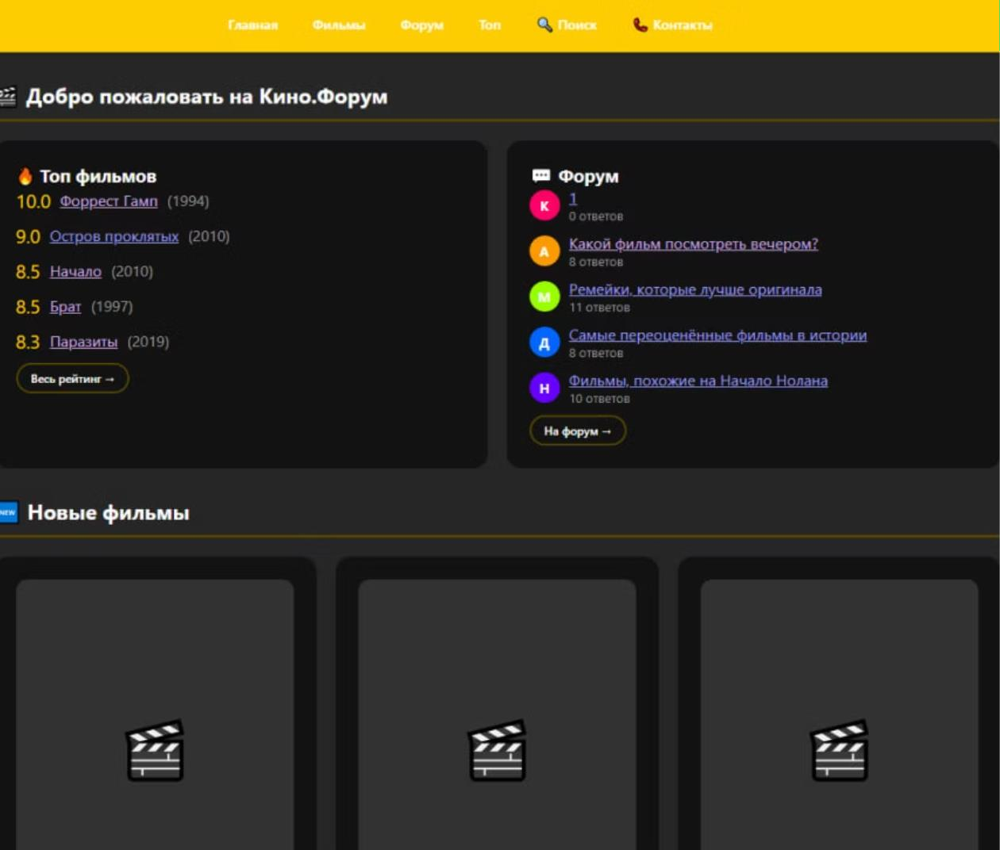 Главная Фильмы Форум Топ Поиск Контакты
Добро пожаловать на Кино.Форум
Топ фильмов
10.0 Форрест Гамп (1994)
9.0 Остров проклятых (2010)
8.5 Начало (2010)
8.5 Брат (1997)
8.3 Паразиты (2019)
Весь рейтинг →
Форум
К 1
0 ответов
А Какой фильм посмотреть вечером?
8 ответов
М Ремейки, которые лучше оригинала
11 ответов
Д Самые переоценённые фильмы в истории
8 ответов
Н Фильмы, похожие на Начало Нолана
10 ответов
На форум →
NEW Новые фильмы